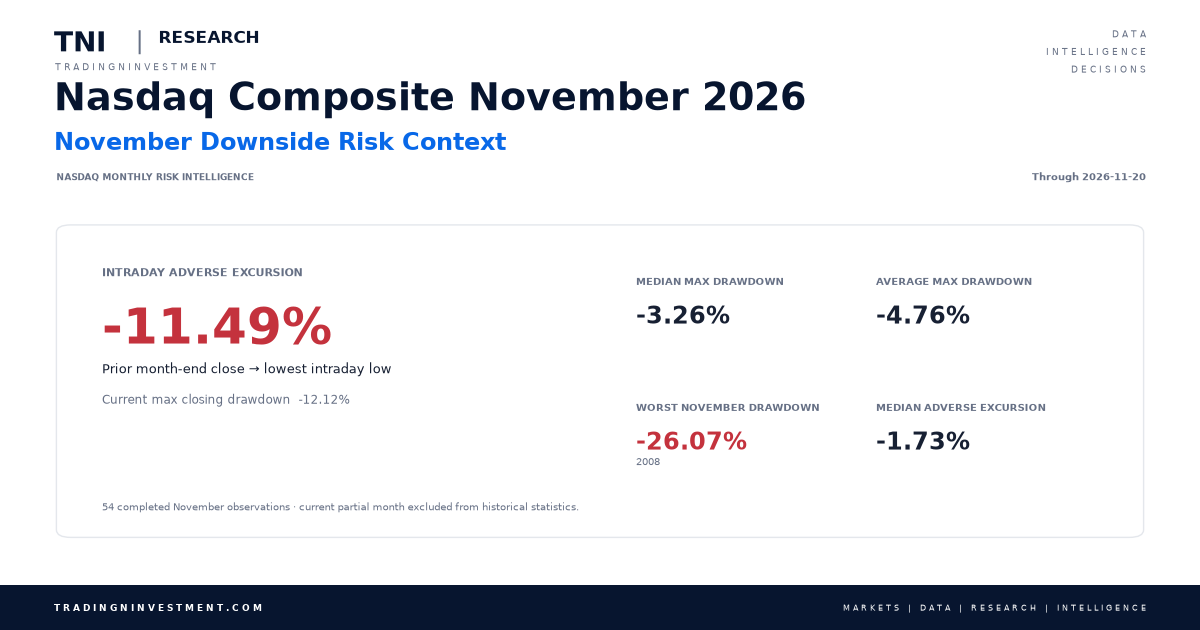 TNI | RESEARCH
TRADINGNINVESTMENT
DATA
INTELLIGENCE
DECISIONS
Nasdaq Composite November 2026
November Downside Risk Context
NASDAQ MONTHLY RISK INTELLIGENCE
Through 2026-11-20
INTRADAY ADVERSE EXCURSION
-11.49%
Prior month-end close → lowest intraday low
Current max closing drawdown -12.12%
MEDIAN MAX DRAWDOWN
-3.26%
AVERAGE MAX DRAWDOWN
-4.76%
WORST NOVEMBER DRAWDOWN
-26.07%
2008
MEDIAN ADVERSE EXCURSION
-1.73%
54 completed November observations · current partial month excluded from historical statistics.
TRADINGNINVESTMENT.COM
MARKETS | DATA | RESEARCH | INTELLIGENCE